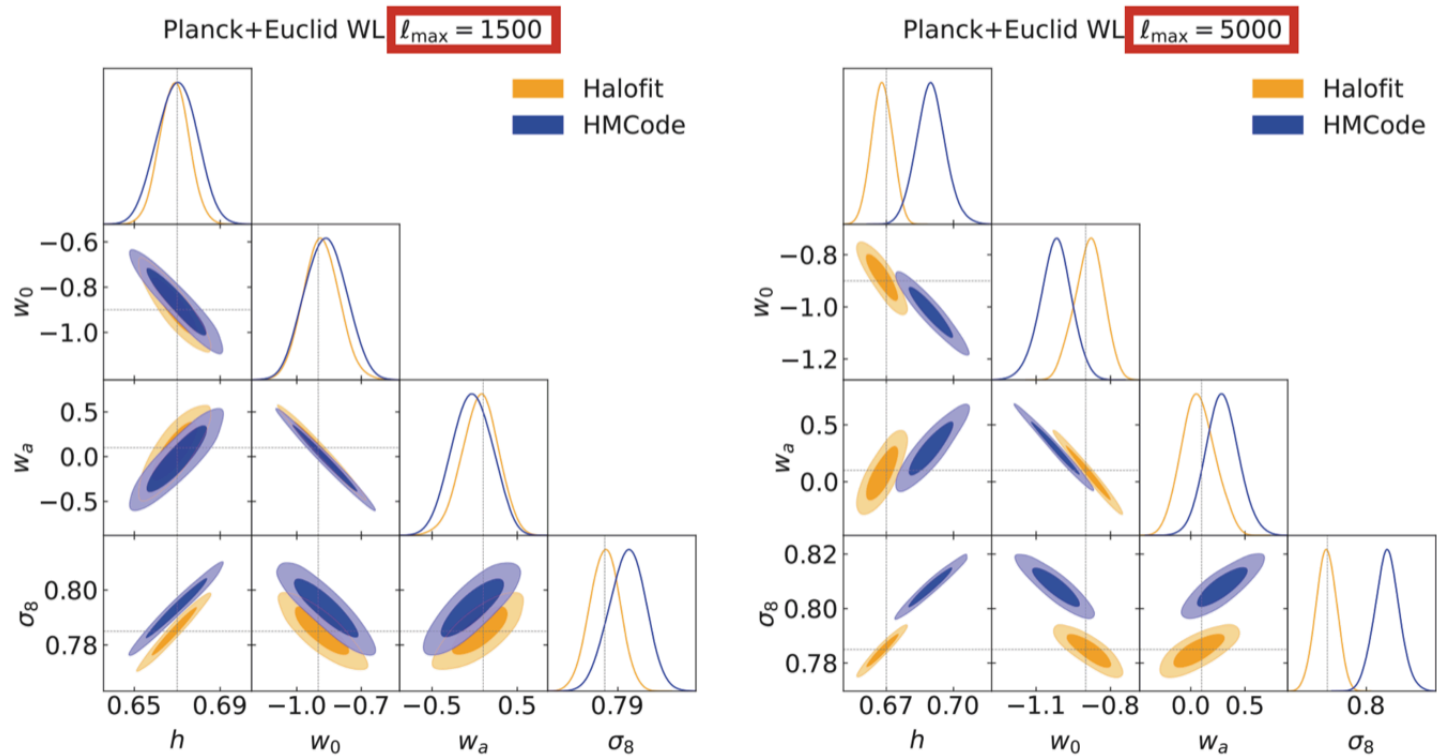 Planck+Euclid WL ℓmax = 1500
Halofit
HMCode
w0
−0.6
−0.8
−1.0
wa
0.5
0.0
−0.5
σ8
0.80
0.78
0.65 0.69 −1.0 −0.7 −0.5 0.5 0.79
h w0 wa σ8
Planck+Euclid WL ℓmax = 5000
Halofit
HMCode
w0
−0.8
−1.0
−1.2
wa
0.5
0.0
σ8
0.82
0.80
0.78
0.67 0.70 −1.1 −0.8 0.0 0.5 0.8
h w0 wa σ8